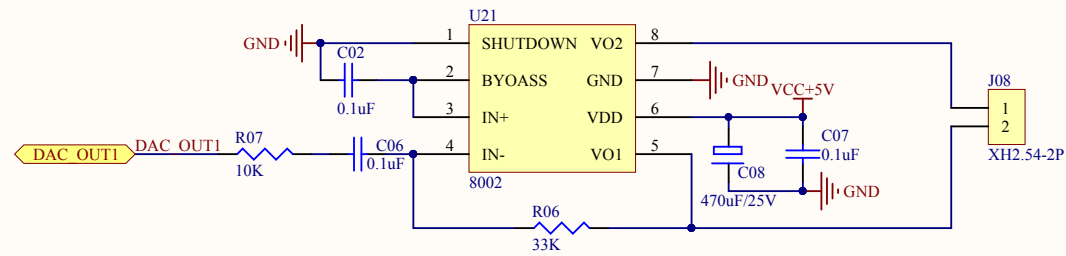 U21
GND
1 SHUTDOWN VO2 8
C02
0.1uF
2 BYOASS GND 7
GND
J08
VCC+5V
1
2
XH2.54-2P
3 IN+ VDD 6
DAC_OUT1
DAC_OUT1
R07
10K
C06
0.1uF
4 IN- VO1 5
8002
C07
0.1uF
C08
470uF/25V
GND
R06
33K